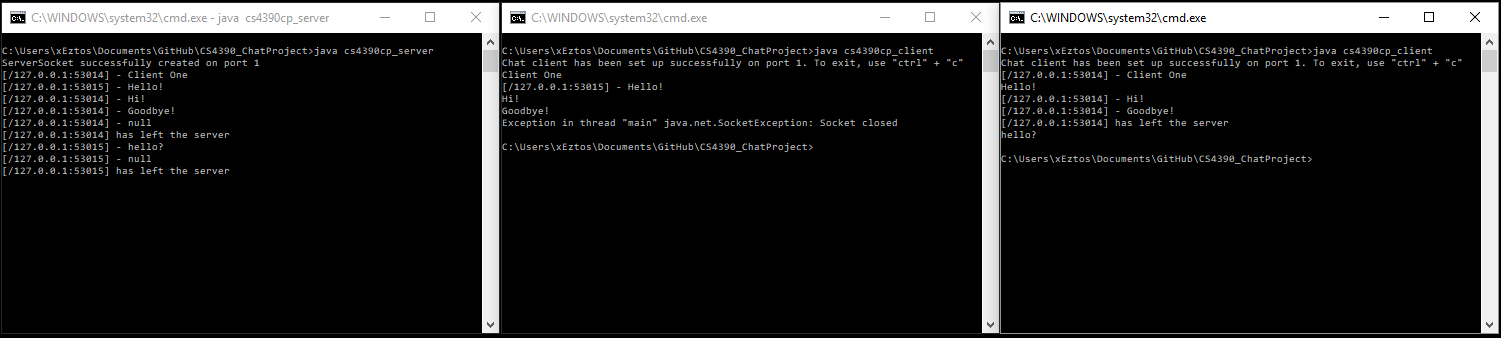 C:\WINDOWS\system32\cmd.exe - java cs4390cp_server
C:\Users\xEztos\Documents\GitHub\CS4390_ChatProject>java cs4390cp_server
ServerSocket successfully created on port 1
[/127.0.0.1:53014] - Client One
[/127.0.0.1:53015] - Hello!
[/127.0.0.1:53014] - Hi!
[/127.0.0.1:53014] - Goodbye!
[/127.0.0.1:53014] - null
[/127.0.0.1:53014] has left the server
[/127.0.0.1:53015] - hello?
[/127.0.0.1:53015] - null
[/127.0.0.1:53015] has left the server
C:\WINDOWS\system32\cmd.exe
C:\Users\xEztos\Documents\GitHub\CS4390_ChatProject>java cs4390cp_client
Chat client has been set up successfully on port 1. To exit, use "ctrl" + "c"
Client One
[/127.0.0.1:53015] - Hello!
Hi!
Goodbye!
Exception in thread "main" java.net.SocketException: Socket closed
C:\Users\xEztos\Documents\GitHub\CS4390_ChatProject>
C:\WINDOWS\system32\cmd.exe
C:\Users\xEztos\Documents\GitHub\CS4390_ChatProject>java cs4390cp_client
Chat client has been set up successfully on port 1. To exit, use "ctrl" + "c"
[/127.0.0.1:53014] - Client One
Hello!
[/127.0.0.1:53014] - Hi!
[/127.0.0.1:53014] - Goodbye!
[/127.0.0.1:53014] has left the server
hello?
C:\Users\xEztos\Documents\GitHub\CS4390_ChatProject>